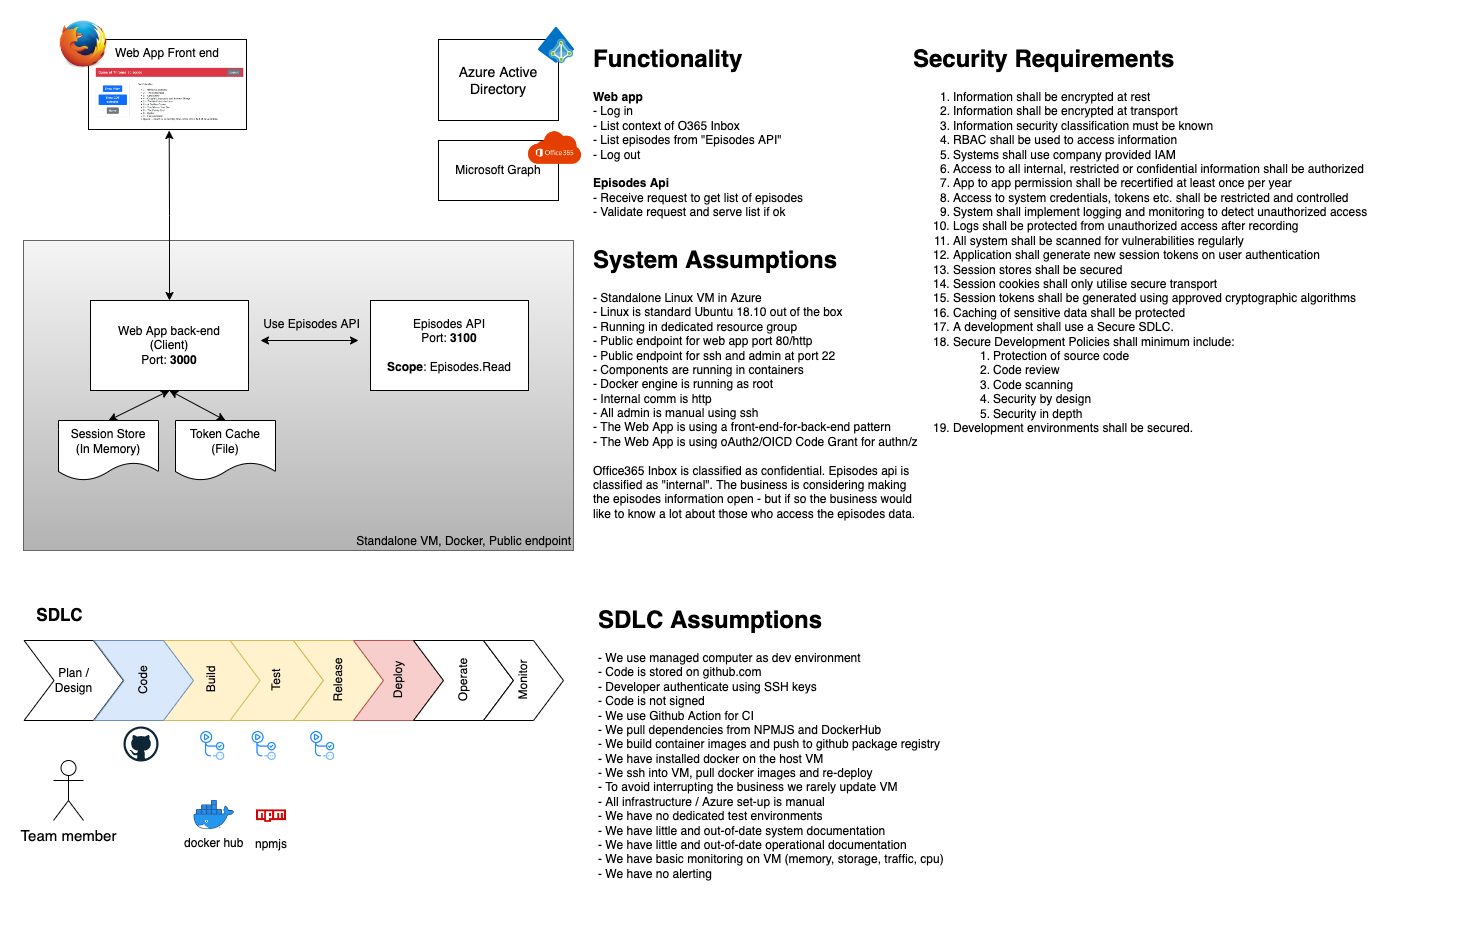 Web App Front end
Azure Active
Directory
Office 365
Microsoft Graph
Web App back-end
(Client)
Port: 3000
Use Episodes API
Episodes API
Port: 3100
Scope: Episodes.Read
Session Store
(In Memory)
Token Cache
(File)
Standalone VM, Docker, Public endpoint
Functionality
Web app
- Log in
- List context of O365 Inbox
- List episodes from "Episodes API"
- Log out
Episodes Api
- Receive request to get list of episodes
- Validate request and serve list if ok
System Assumptions
- Standalone Linux VM in Azure
- Linux is standard Ubuntu 18.10 out of the box
- Running in dedicated resource group
- Public endpoint for web app port 80/http
- Public endpoint for ssh and admin at port 22
- Components are running in containers
- Docker engine is running as root
- Internal comm is http
- All admin is manual using ssh
- The Web App is using a front-end-for-back-end pattern
- The Web App is using oAuth2/OICD Code Grant for authn/z
Office365 Inbox is classified as confidential. Episodes api is
classified as "internal". The business is considering making
the episodes information open - but if so the business would
like to know a lot about those who access the episodes data.
Security Requirements
1. Information shall be encrypted at rest
2. Information shall be encrypted at transport
3. Information security classification must be known
4. RBAC shall be used to access information
5. Systems shall use company provided IAM
6. Access to all internal, restricted or confidential information shall be authorized
7. App to app permission shall be recertified at least once per year
8. Access to system credentials, tokens etc. shall be restricted and controlled
9. System shall implement logging and monitoring to detect unauthorized access
10. Logs shall be protected from unauthorized access after recording
11. All system shall be scanned for vulnerabilities regularly
12. Application shall generate new session tokens on user authentication
13. Session stores shall be secured
14. Session cookies shall only utilise secure transport
15. Session tokens shall be generated using approved cryptographic algorithms
16. Caching of sensitive data shall be protected
17. A development shall use a Secure SDLC.
18. Secure Development Policies shall minimum include:
1. Protection of source code
2. Code review
3. Code scanning
4. Security by design
5. Security in depth
19. Development environments shall be secured.
SDLC
Plan /
Design
Code
Build
Test
Release
Deploy
Operate
Monitor
Team member
docker hub
npm
npmjs
SDLC Assumptions
- We use managed computer as dev environment
- Code is stored on github.com
- Developer authenticate using SSH keys
- Code is not signed
- We use Github Action for CI
- We pull dependencies from NPMJS and DockerHub
- We build container images and push to github package registry
- We have installed docker on the host VM
- We ssh into VM, pull docker images and re-deploy
- To avoid interrupting the business we rarely update VM
- All infrastructure / Azure set-up is manual
- We have no dedicated test environments
- We have little and out-of-date system documentation
- We have little and out-of-date operational documentation
- We have basic monitoring on VM (memory, storage, traffic, cpu)
- We have no alerting